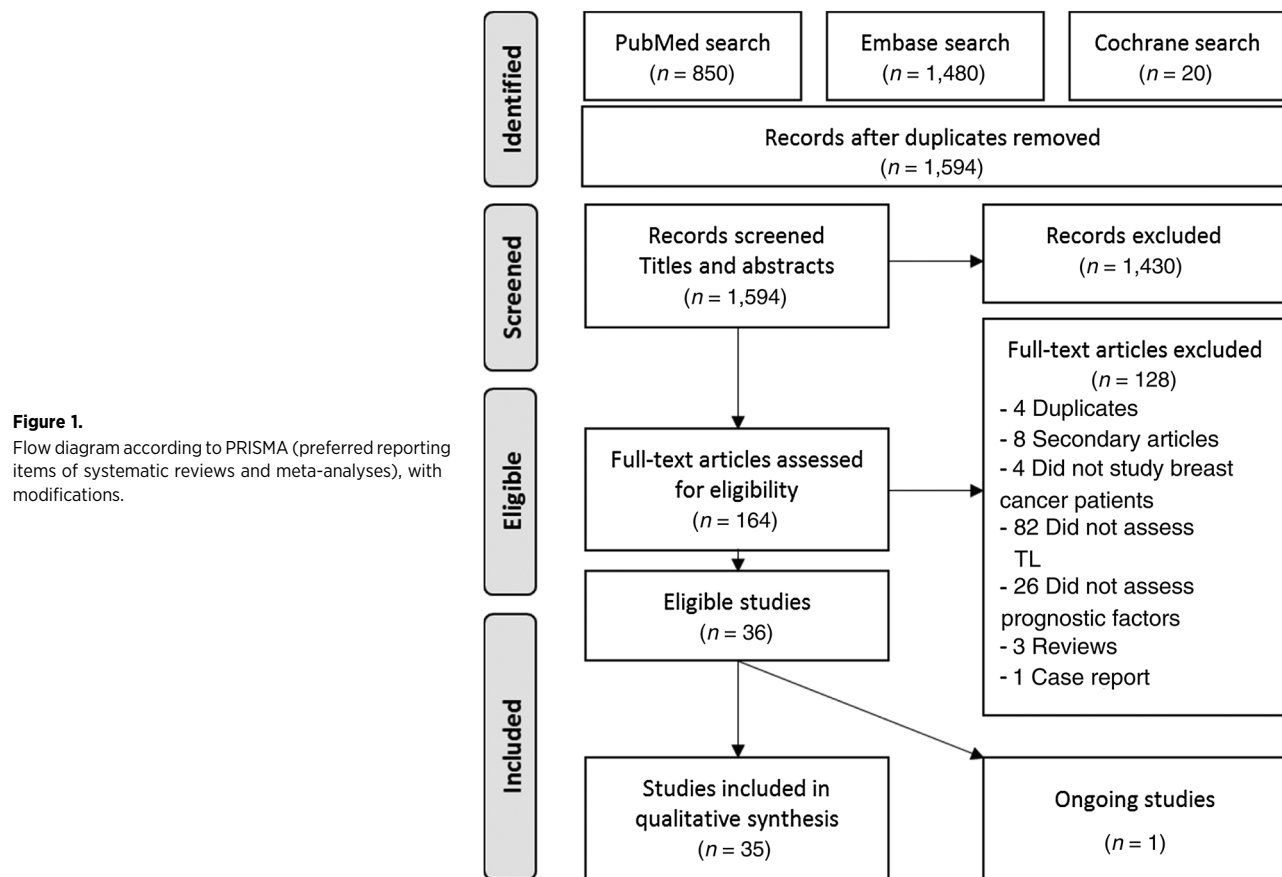 Identified
PubMed search
(n = 850)
Embase search
(n = 1,480)
Cochrane search
(n = 20)
Records after duplicates removed
(n = 1,594)
Screened
Records screened
Titles and abstracts
(n = 1,594)
Records excluded
(n = 1,430)
Eligible
Full-text articles assessed
for eligibility
(n = 164)
Full-text articles excluded
(n = 128)
- 4 Duplicates
- 8 Secondary articles
- 4 Did not study breast
cancer patients
- 82 Did not assess
TL
- 26 Did not assess
prognostic factors
- 3 Reviews
- 1 Case report
Eligible studies
(n = 36)
Included
Studies included in
qualitative synthesis
(n = 35)
Ongoing studies
(n = 1)
Figure 1.
Flow diagram according to PRISMA (preferred reporting
items of systematic reviews and meta-analyses), with
modifications.